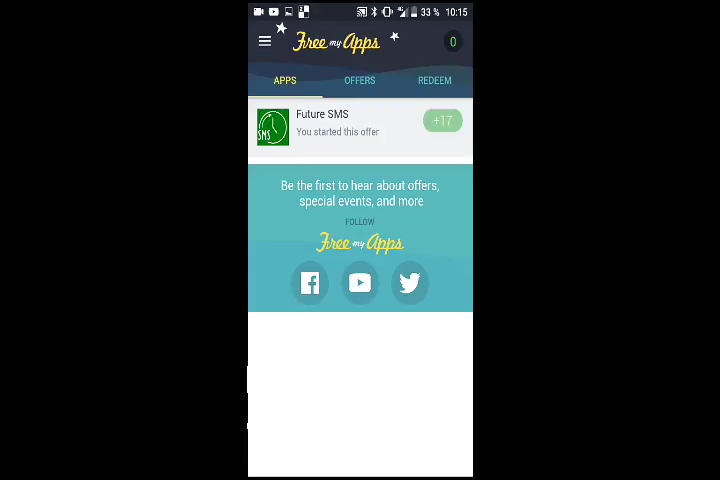 33 % 10:15
Free my Apps
0
APPS OFFERS REDEEM
SMS
Future SMS
You started this offer
+17
Be the first to hear about offers,
special events, and more
FOLLOW
Free my Apps